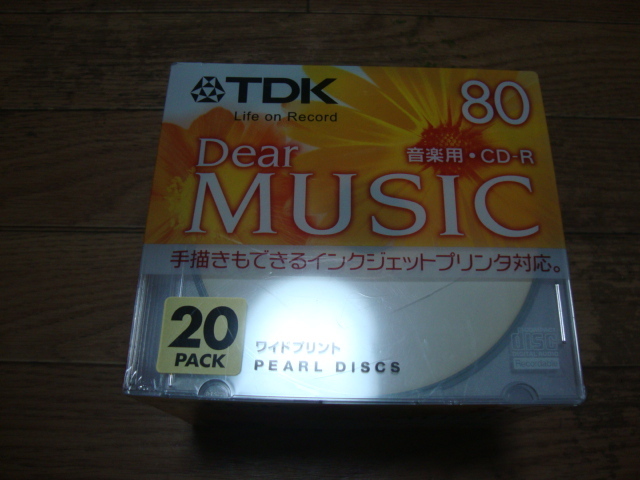 TDK
Life on Record
80
Dear
音楽用・CD-R
MUSIC
手描きもできるインクジェットプリンタ対応。
20
PACK
ワイドプリント
PEARL DISCS